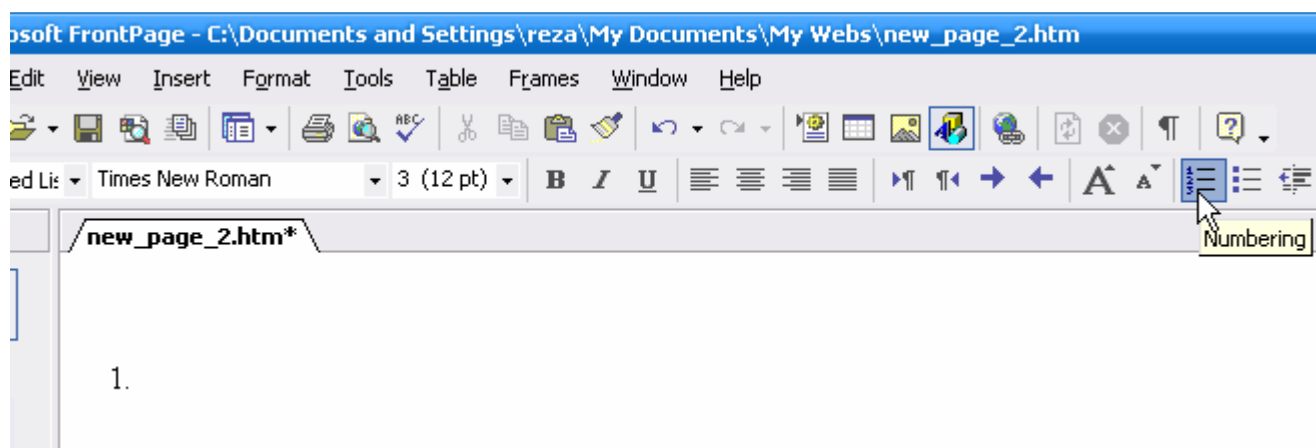 osoft FrontPage - C:\Documents and Settings\reza\My Documents\My Webs\new_page_2.htm
Edit View Insert Format Tools Table Frames Window Help
ed Lis Times New Roman 3 (12 pt) B I U A A
new_page_2.htm*
Numbering
1.